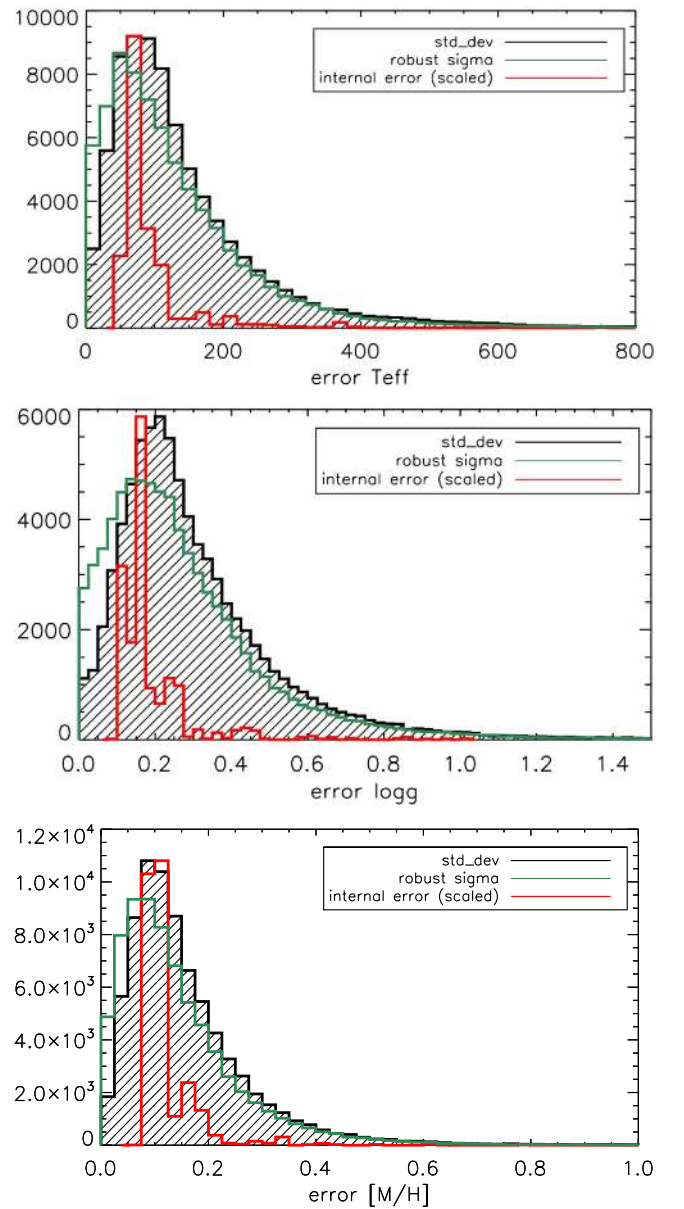 10000
8000
6000
4000
2000
0
std_dev
robust sigma
internal error (scaled)
0 200 400 600 800
error Teff
6000
4000
2000
0
std_dev
robust sigma
internal error (scaled)
0.0 0.2 0.4 0.6 0.8 1.0 1.2 1.4
error logg
1.2×10⁴
1.0×10⁴
8.0×10³
6.0×10³
4.0×10³
2.0×10³
0
std_dev
robust sigma
internal error (scaled)
0.0 0.2 0.4 0.6 0.8 1.0
error [M/H]